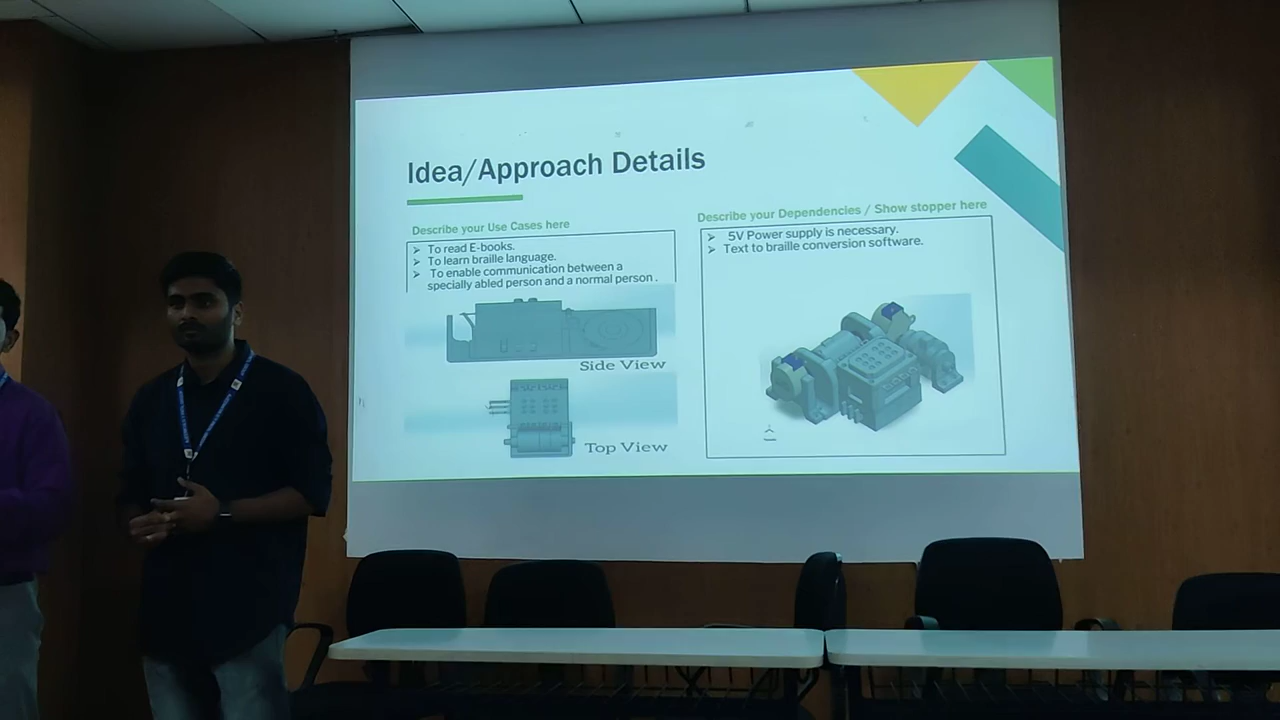 Idea/Approach Details
Describe your Use Cases here
➢ To read E-books.
➢ To learn braille language.
➢ To enable communication between a
specially abled person and a normal person .
Side View
Top View
Describe your Dependencies / Show stopper here
➢ 5V Power supply is necessary.
➢ Text to braille conversion software.